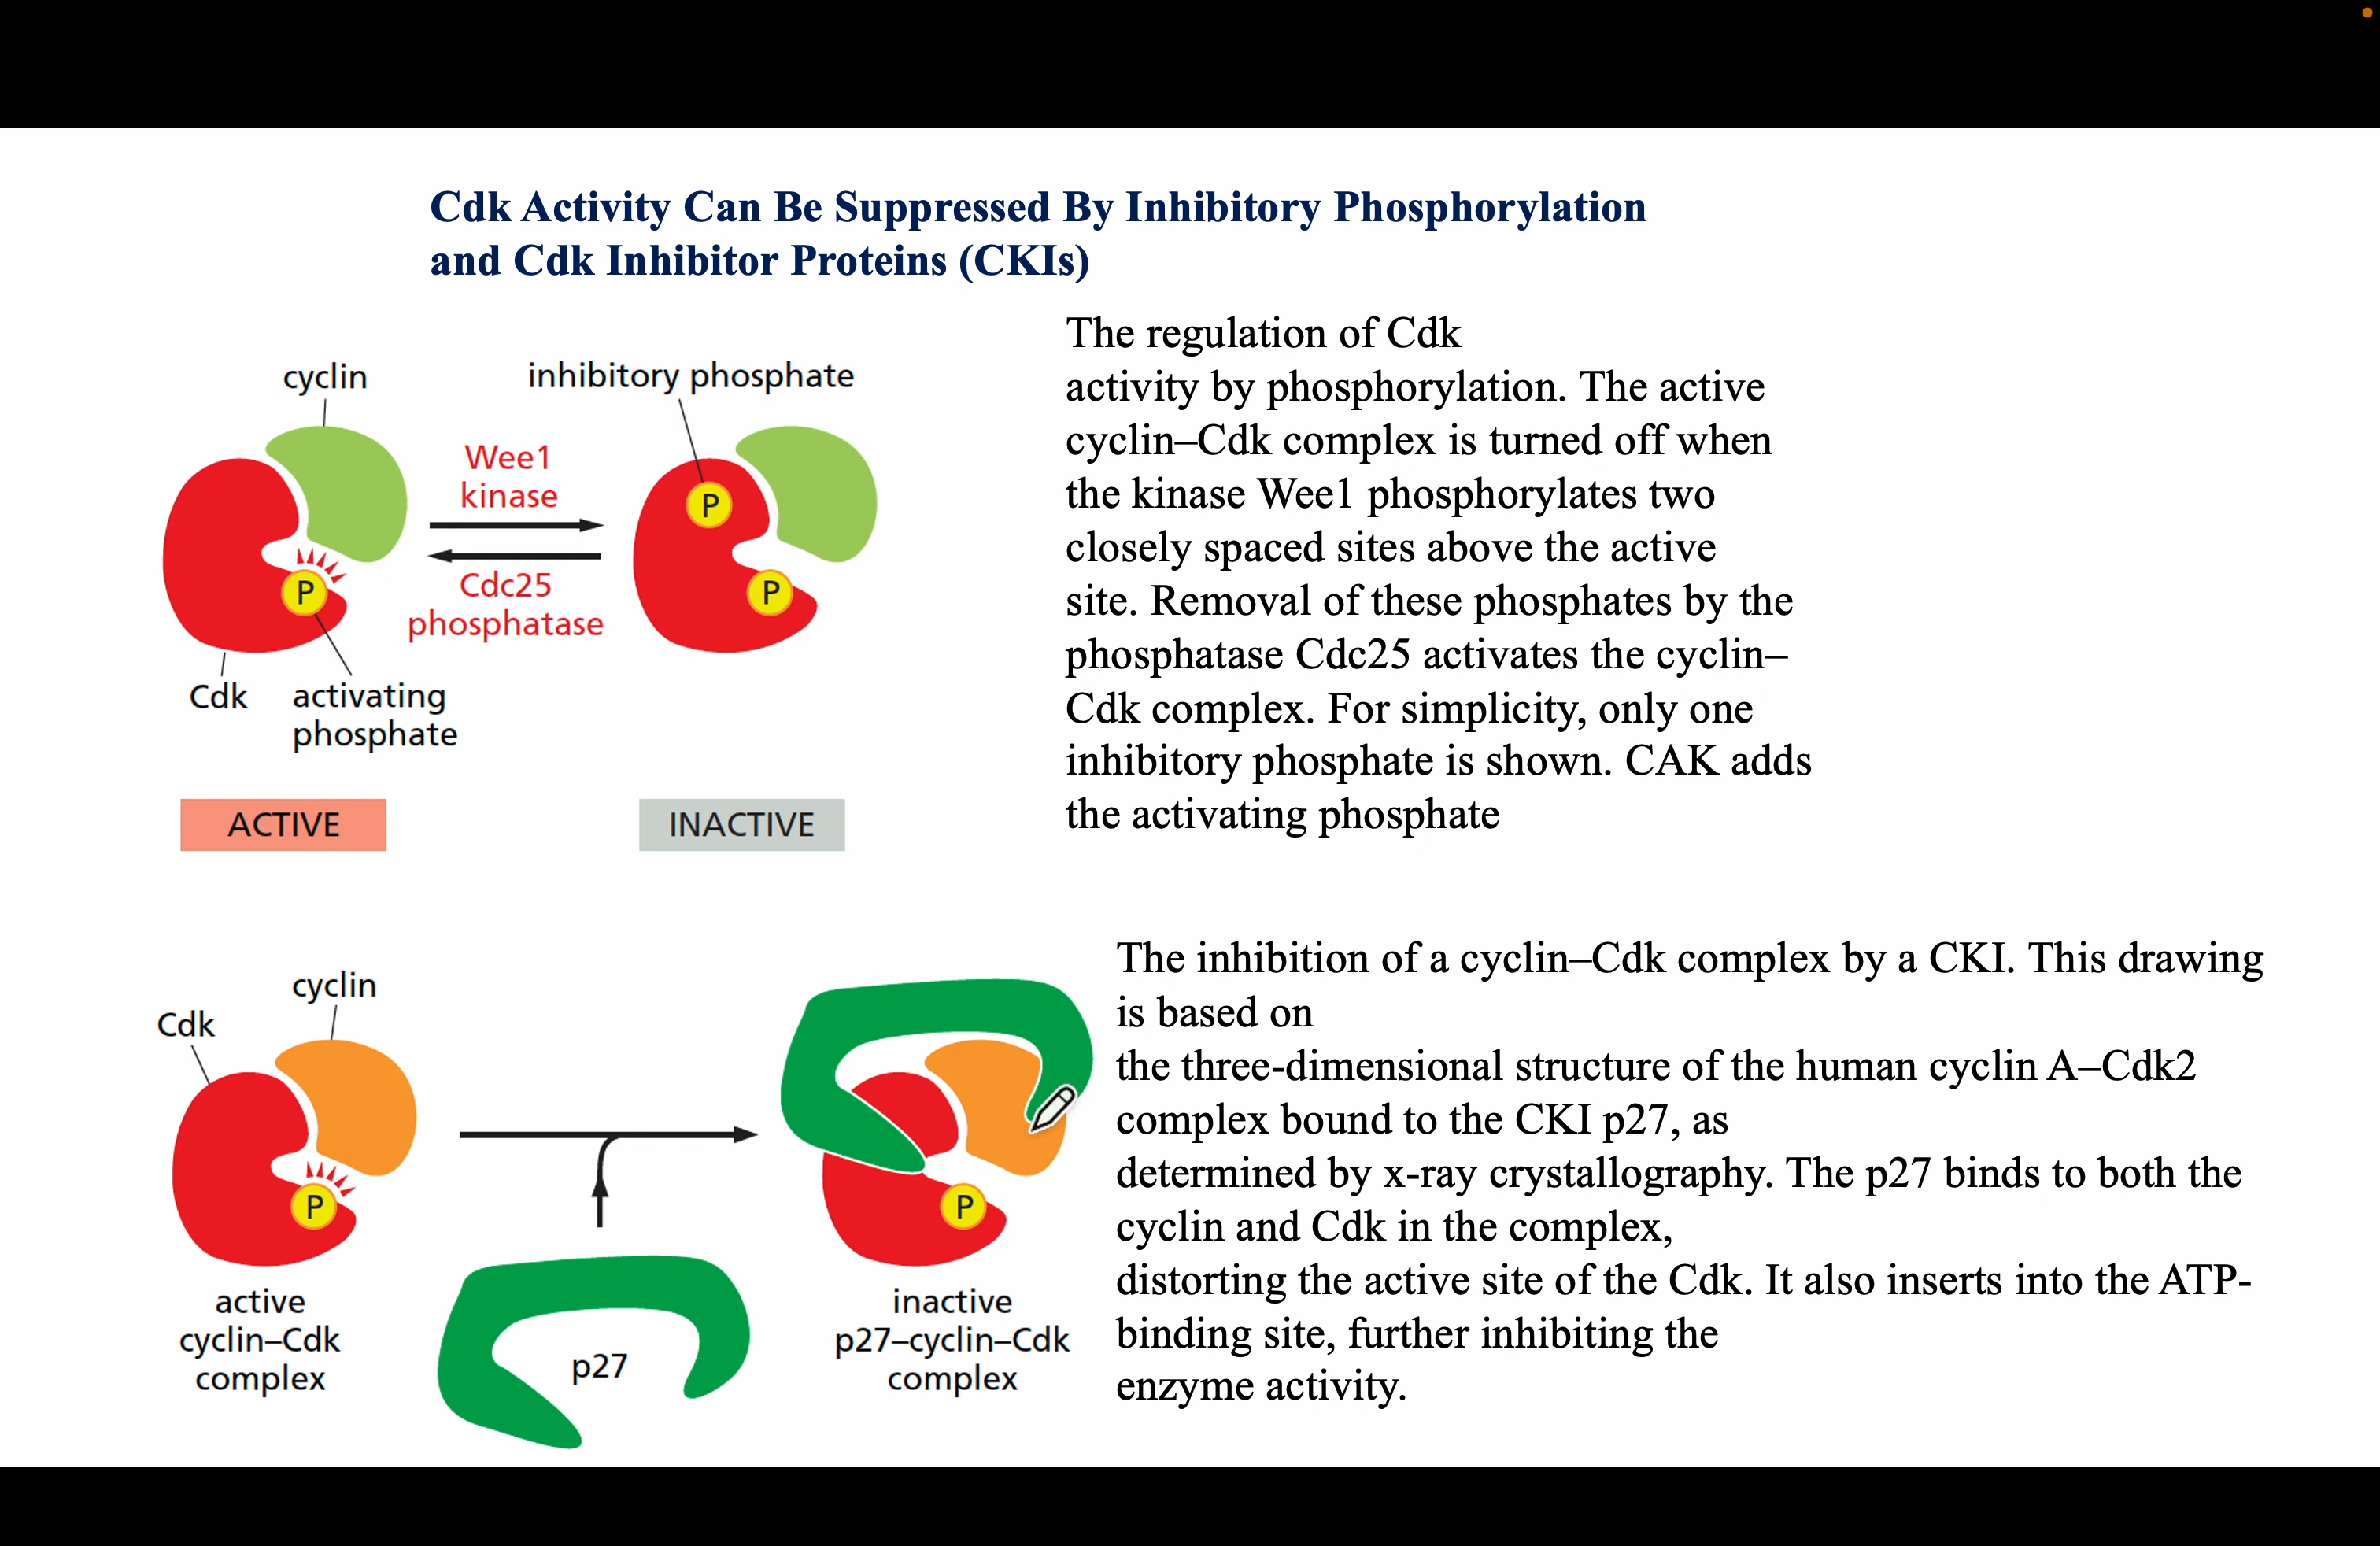 Cdk Activity Can Be Suppressed By Inhibitory Phosphorylation
and Cdk Inhibitor Proteins (CKIs)
cyclin
inhibitory phosphate
Wee1
kinase
P
Cdc25
phosphatase
P
P
Cdk
activating
phosphate
ACTIVE
INACTIVE
The regulation of Cdk
activity by phosphorylation. The active
cyclin–Cdk complex is turned off when
the kinase Wee1 phosphorylates two
closely spaced sites above the active
site. Removal of these phosphates by the
phosphatase Cdc25 activates the cyclin–
Cdk complex. For simplicity, only one
inhibitory phosphate is shown. CAK adds
the activating phosphate
cyclin
Cdk
P
P
active
cyclin–Cdk
complex
p27
inactive
p27–cyclin–Cdk
complex
The inhibition of a cyclin–Cdk complex by a CKI. This drawing
is based on
the three-dimensional structure of the human cyclin A–Cdk2
complex bound to the CKI p27, as
determined by x-ray crystallography. The p27 binds to both the
cyclin and Cdk in the complex,
distorting the active site of the Cdk. It also inserts into the ATP-
binding site, further inhibiting the
enzyme activity.